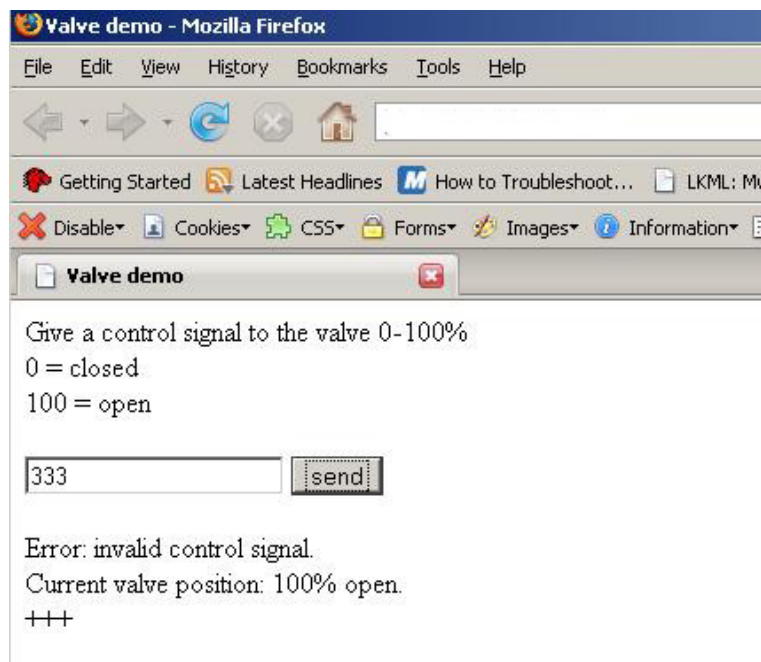 Valve demo - Mozilla Firefox
File Edit View History Bookmarks Tools Help
Getting Started Latest Headlines How to Troubleshoot... LKML:
Disable Cookies CSS Forms Images Information
Valve demo
Give a control signal to the valve 0-100%
0 = closed
100 = open
333 send
Error: invalid control signal.
Current valve position: 100% open.
+++